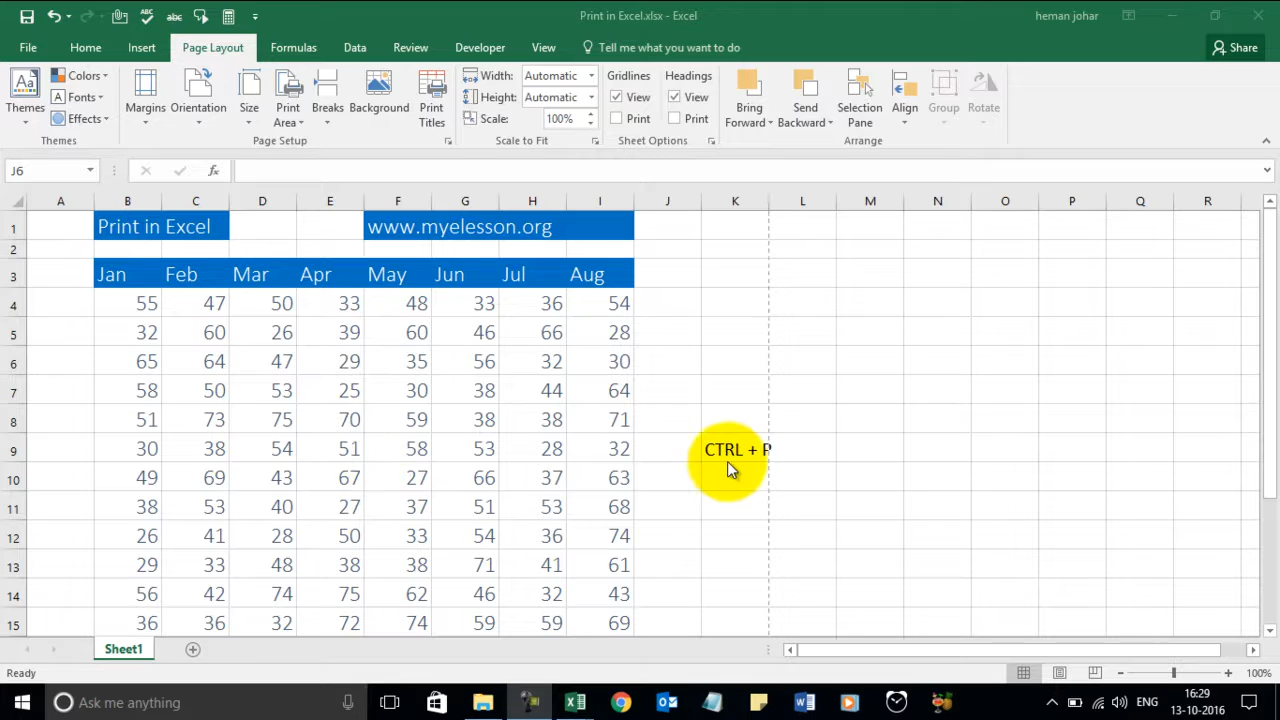 Print in Excel.xlsx - Excel
heman johar
File Home Insert Page Layout Formulas Data Review Developer View Tell me what you want to do Share
Themes Colors Fonts Effects
Margins Orientation Size Print Area Breaks Background Print Titles
Width: Automatic
Height: Automatic
Scale: 100%
Gridlines Headings
View View
Print Print
Bring Forward Send Backward Selection Pane Align Group Rotate
Themes Page Setup Scale to Fit Sheet Options Arrange
J6 fx
A B C D E F G H I J K L M N O P Q R
1 Print in Excel www.myelesson.org
2
3 Jan Feb Mar Apr May Jun Jul Aug
4 55 47 50 33 48 33 36 54
5 32 60 26 39 60 46 66 28
6 65 64 47 29 35 56 32 30
7 58 50 53 25 30 38 44 64
8 51 73 75 70 59 38 38 71
9 30 38 54 51 58 53 28 32 CTRL + P
10 49 69 43 67 27 66 37 63
11 38 53 40 27 37 51 53 68
12 26 41 28 50 33 54 36 74
13 29 33 48 38 38 71 41 61
14 56 42 74 75 62 46 32 43
15 36 36 32 72 74 59 59 69
Sheet1
Ready 100%
Ask me anything ENG 16:29
13-10-2016